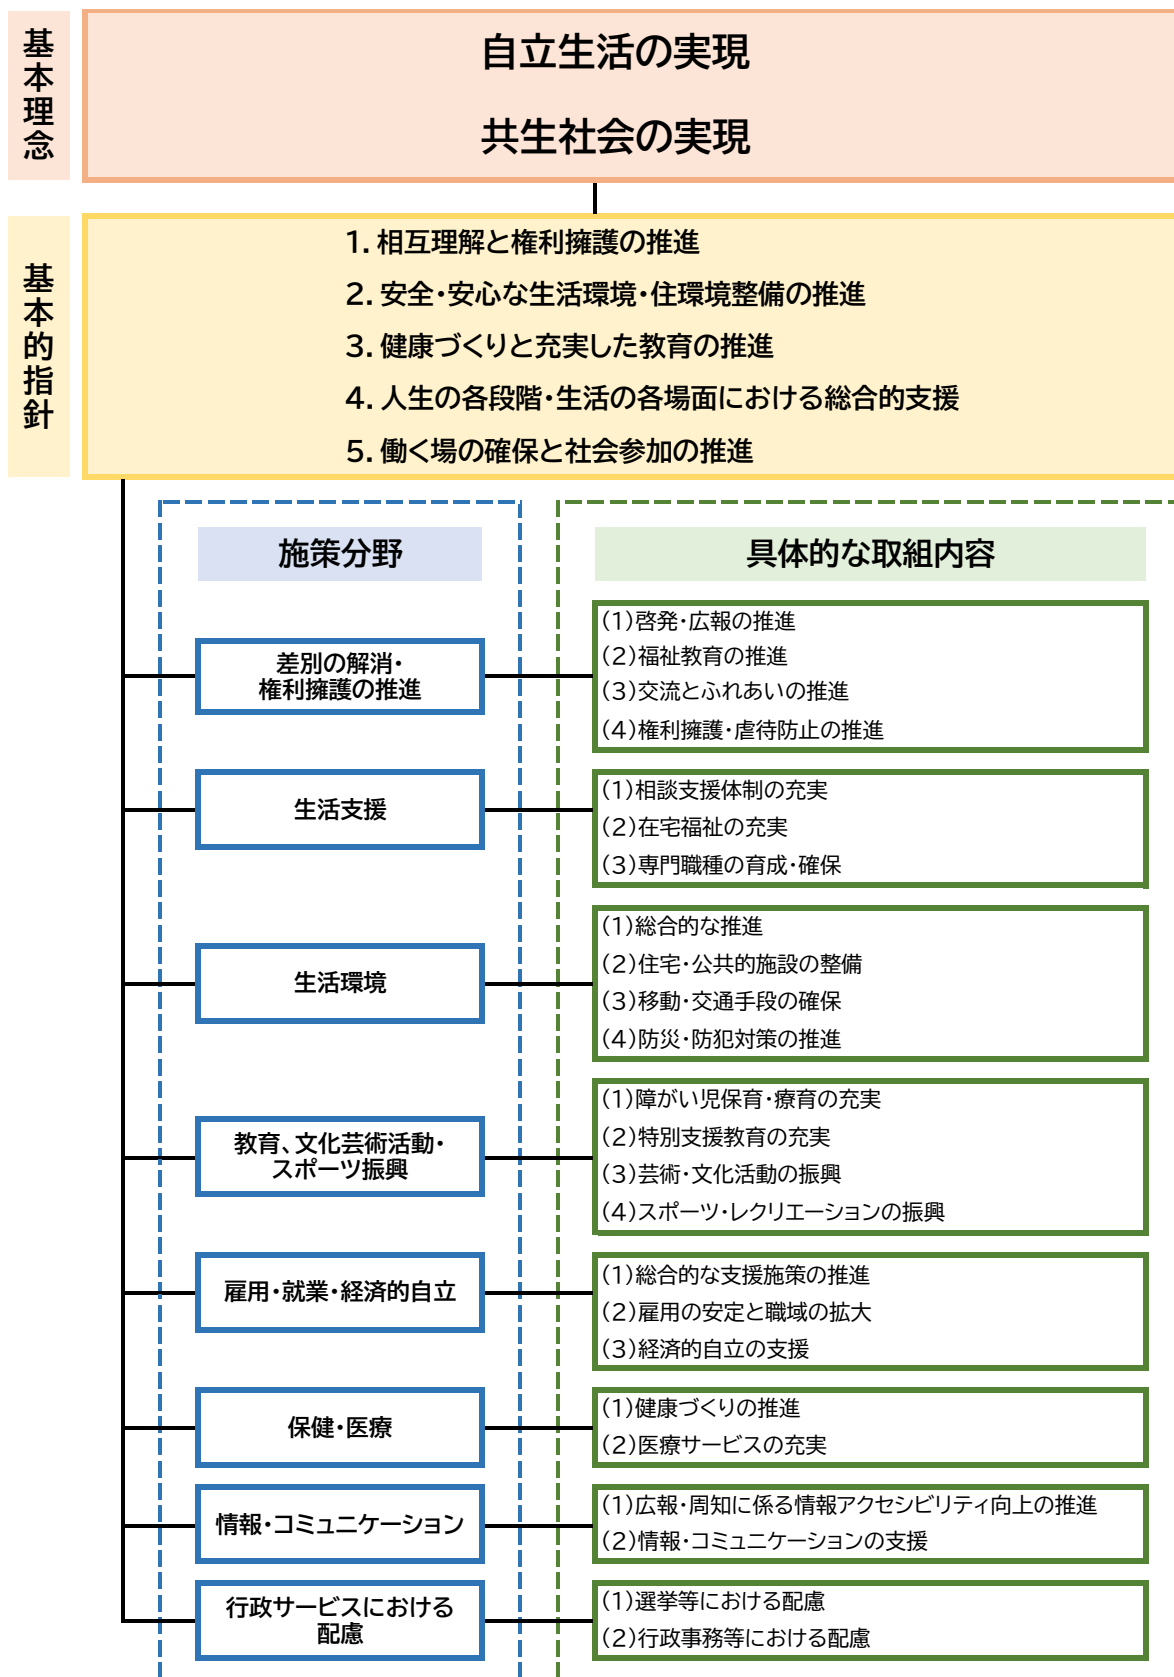 基本理念
自立生活の実現
共生社会の実現
基本的指針
1. 相互理解と権利擁護の推進
2. 安全・安心な生活環境・住環境整備の推進
3. 健康づくりと充実した教育の推進
4. 人生の各段階・生活の各場面における総合的支援
5. 働く場の確保と社会参加の推進
施策分野
具体的な取組内容
差別の解消・
権利擁護の推進
(1)啓発・広報の推進
(2)福祉教育の推進
(3)交流とふれあいの推進
(4)権利擁護・虐待防止の推進
生活支援
(1)相談支援体制の充実
(2)在宅福祉の充実
(3)専門職種の育成・確保
生活環境
(1)総合的な推進
(2)住宅・公共的施設の整備
(3)移動・交通手段の確保
(4)防災・防犯対策の推進
教育、文化芸術活動・
スポーツ振興
(1)障がい児保育・療育の充実
(2)特別支援教育の充実
(3)芸術・文化活動の振興
(4)スポーツ・レクリエーションの振興
雇用・就業・経済的自立
(1)総合的な支援施策の推進
(2)雇用の安定と職域の拡大
(3)経済的自立の支援
保健・医療
(1)健康づくりの推進
(2)医療サービスの充実
情報・コミュニケーション
(1)広報・周知に係る情報アクセシビリティ向上の推進
(2)情報・コミュニケーションの支援
行政サービスにおける
配慮
(1)選挙等における配慮
(2)行政事務等における配慮